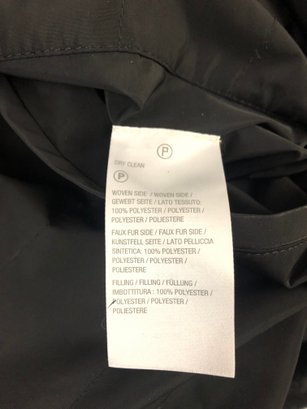 P
DRY CLEAN
P
WOVEN SIDE / WOVEN SIDE /
GEWEBT SEITE / LATO TESSUTO:
100% POLYESTER / POLYESTER /
POLYESTER / POLIESTERE
FAUX FUR SIDE / FAUX FUR SIDE /
KUNSTFELL SEITE / LATO PELLICCIA
SINTETICA: 100% POLYESTER /
POLYESTER / POLYESTER /
POLIESTERE
FILLING / FILLING / FÜLLUNG /
IMBOTTITURA : 100% POLYESTER /
POLYESTER / POLYESTER /
POLIESTERE